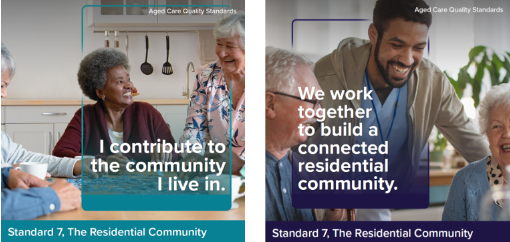 Aged Care Quality Standards
I contribute to
the community
I live in.
Standard 7, The Residential Community
Aged Care Quality Standards
We work
together
to build a
connected
residential
community.
Standard 7, The Residential Community